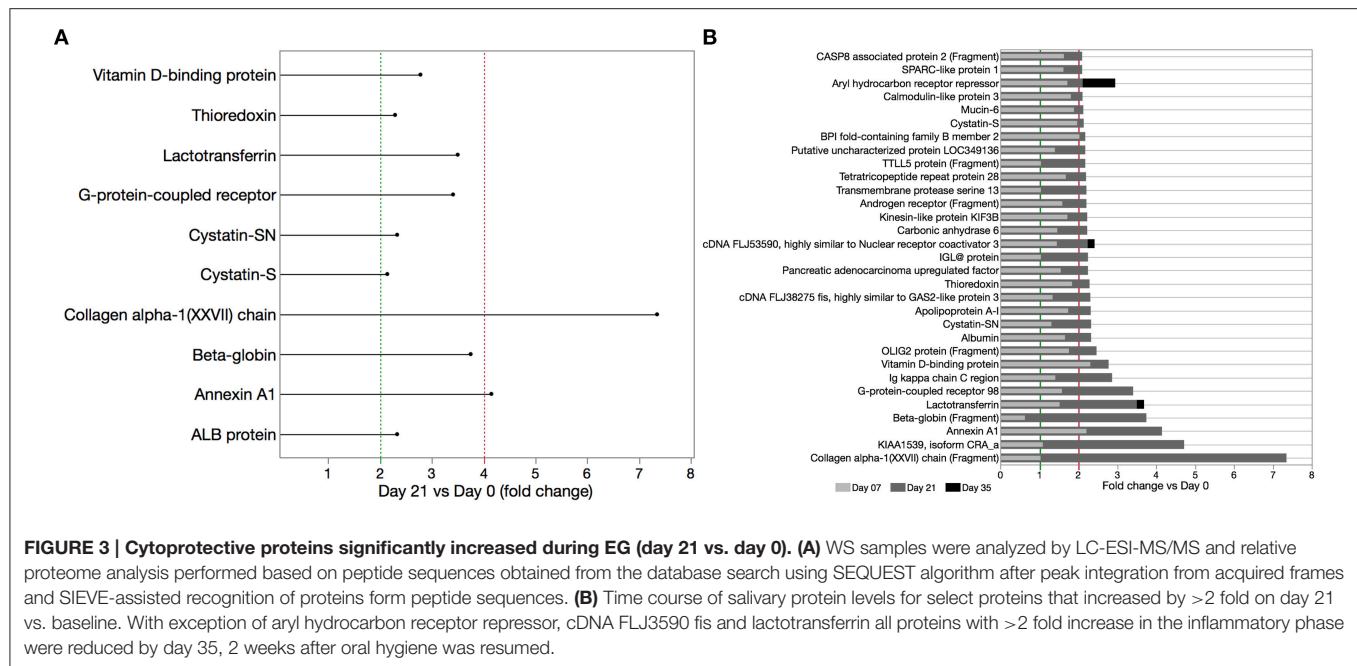 A
Vitamin D-binding protein
Thioredoxin
Lactotransferrin
G-protein-coupled receptor
Cystatin-SN
Cystatin-S
Collagen alpha-1(XXVII) chain
Beta-globin
Annexin A1
ALB protein
1 2 3 4 5 6 7 8
Day 21 vs Day 0 (fold change)
B
CASP8 associated protein 2 (Fragment)
SPARC-like protein 1
Aryl hydrocarbon receptor repressor
Calmodulin-like protein 3
Mucin-6
Cystatin-S
BPI fold-containing family B member 2
Putative uncharacterized protein LOC349136
TTLL5 protein (Fragment)
Tetratricopeptide repeat protein 28
Transmembrane protease serine 13
Androgen receptor (Fragment)
Kinesin-like protein KIF3B
Carbonic anhydrase 6
cDNA FLJ53590, highly similar to Nuclear receptor coactivator 3
IGL@ protein
Pancreatic adenocarcinoma upregulated factor
Thioredoxin
cDNA FLJ38275 fis, highly similar to GAS2-like protein 3
Apolipoprotein A-I
Cystatin-SN
Albumin
OLIG2 protein (Fragment)
Vitamin D-binding protein
Ig kappa chain C region
G-protein-coupled receptor 98
Lactotransferrin
Beta-globin (Fragment)
Annexin A1
KIAA1539, isoform CRA_a
Collagen alpha-1(XXVII) chain (Fragment)
0 1 2 3 4 5 6 7 8
Day 07 Day 21 Day 35 Fold change vs Day 0
FIGURE 3 | Cytoprotective proteins significantly increased during EG (day 21 vs. day 0). (A) WS samples were analyzed by LC-ESI-MS/MS and relative
proteome analysis performed based on peptide sequences obtained from the database search using SEQUEST algorithm after peak integration from acquired frames
and SIEVE-assisted recognition of proteins form peptide sequences. (B) Time course of salivary protein levels for select proteins that increased by >2 fold on day 21
vs. baseline. With exception of aryl hydrocarbon receptor repressor, cDNA FLJ3590 fis and lactotransferrin all proteins with >2 fold increase in the inflammatory phase
were reduced by day 35, 2 weeks after oral hygiene was resumed.